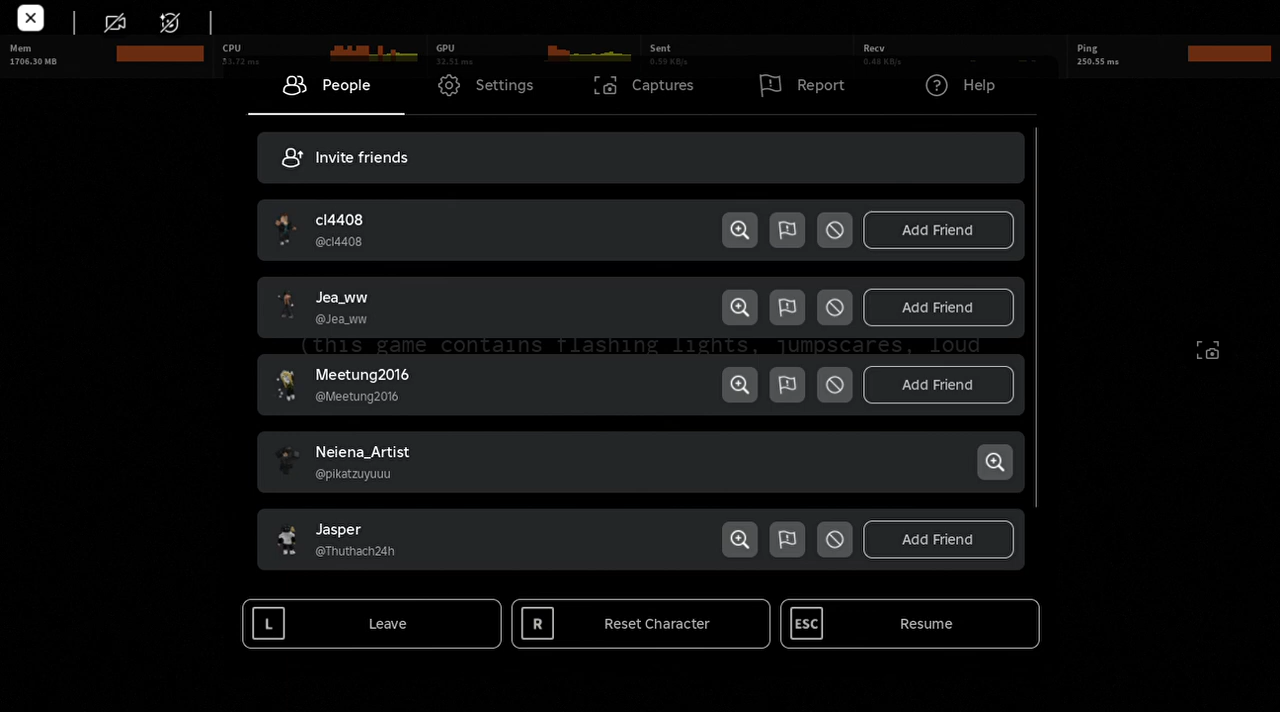 Mem
CPU
GPU
Sent
Recv
Ping
1706.30 MB
32.51 ms
0.59 KB/s
0.48 KB/s
250.55 ms
People
Settings
Captures
Report
Help
Invite friends
cl4408
@cl4408
Add Friend
Jea_ww
@Jea_ww
Add Friend
(this game contains flashing lights, jumpscares, loud
Meetung2016
@Meetung2016
Add Friend
Neiena_Artist
@pikatzuyuuu
Jasper
@Thuthach24h
Add Friend
L
Leave
R
Reset Character
ESC
Resume